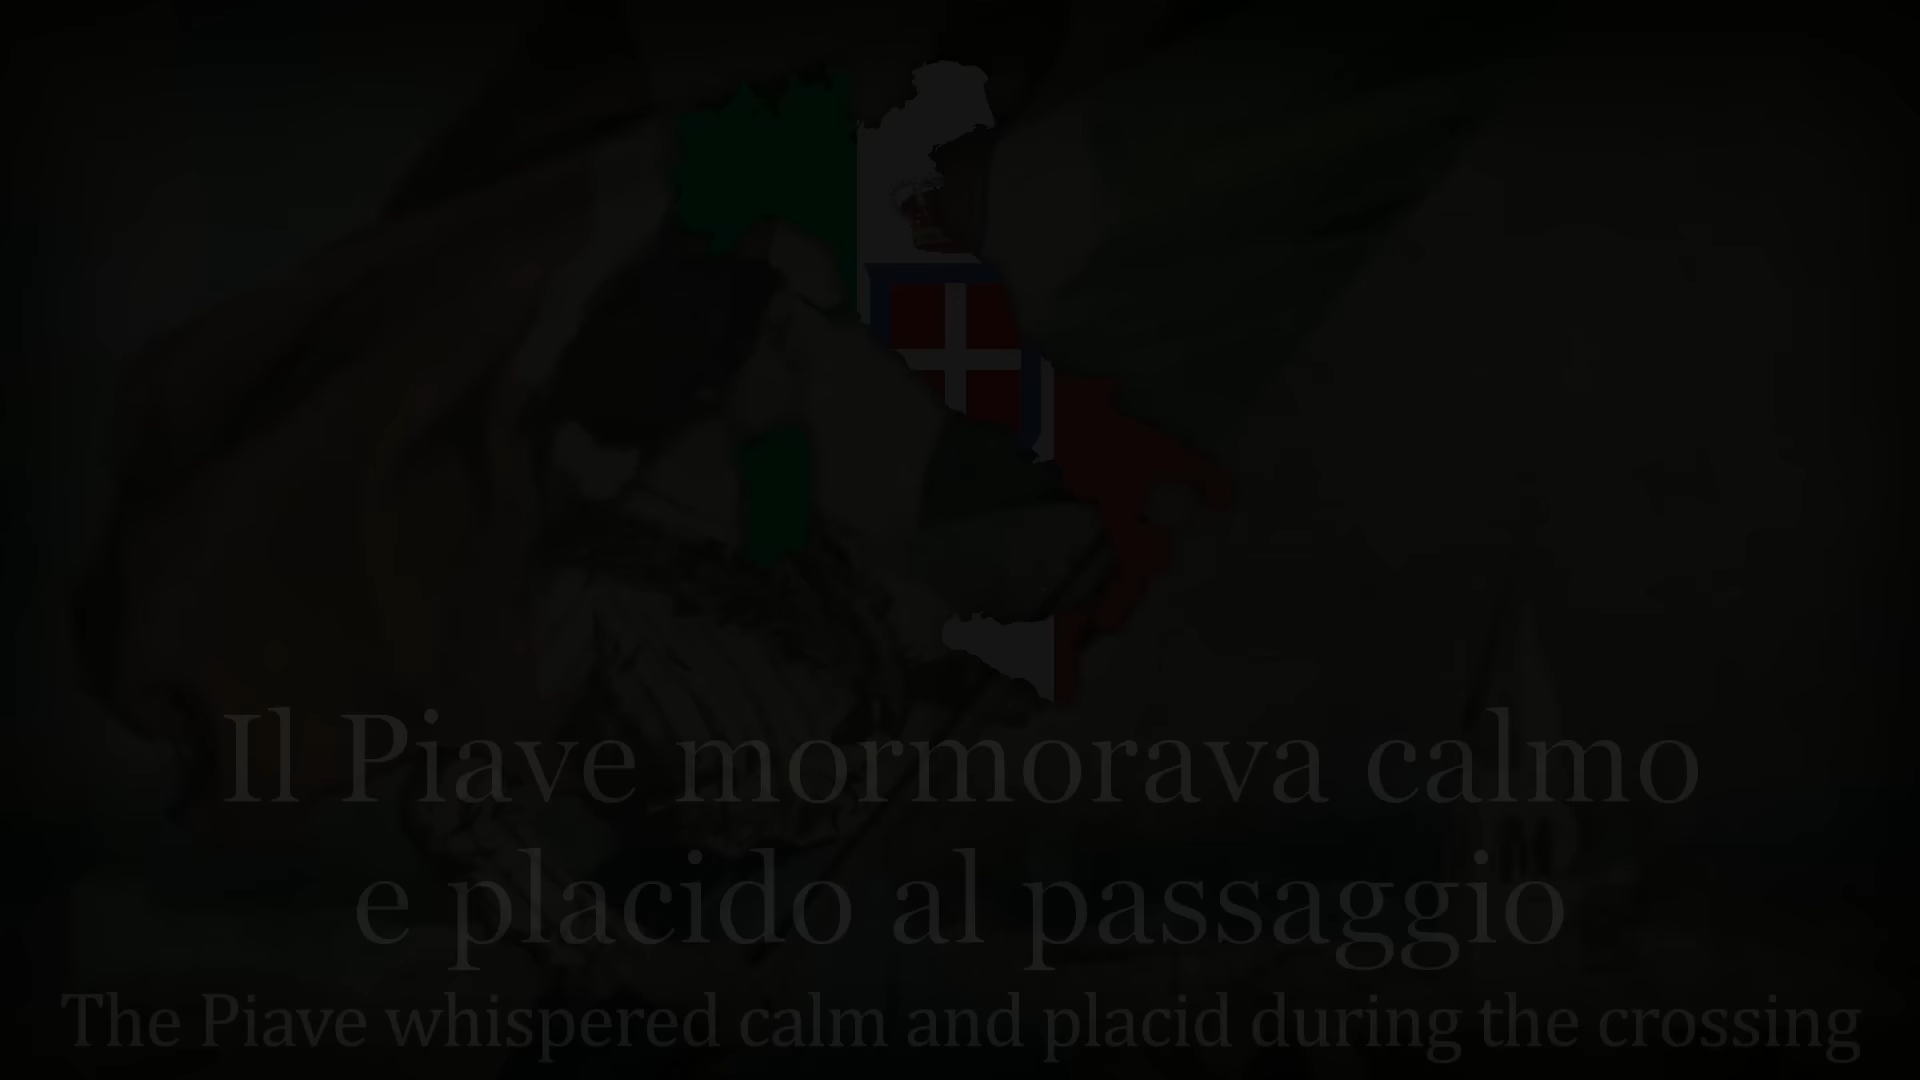 Il Piave mormorava calmo
e placido al passaggio
The Piave whispered calm and placid during the crossing